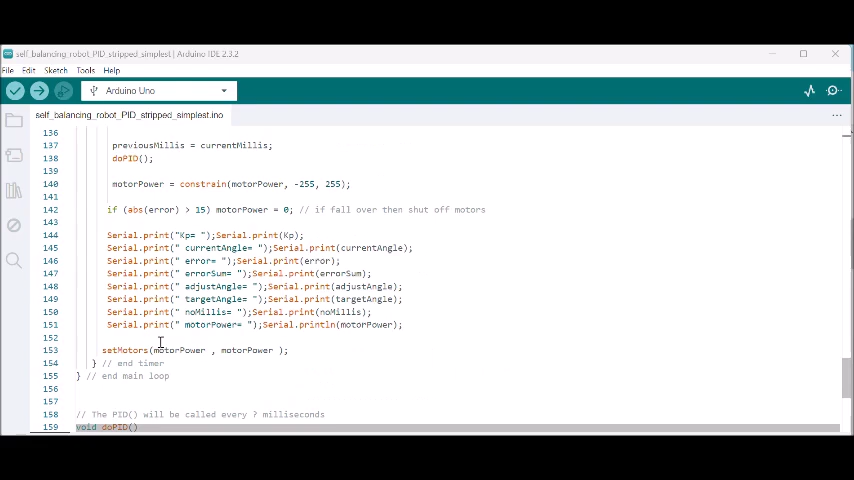 self_balancing_robot_PID_stripped_simplest | Arduino IDE 2.3.2
File Edit Sketch Tools Help
Arduino Uno
self_balancing_robot_PID_stripped_simplest.ino
136
137 previousMillis = currentMillis;
138 doPID();
139
140 motorPower = constrain(motorPower, -255, 255);
141
142 if (abs(error) > 15) motorPower = 0; // if fall over then shut off motors
143
144 Serial.print("Kp= ");Serial.print(Kp);
145 Serial.print(" currentAngle= ");Serial.print(currentAngle);
146 Serial.print(" error= ");Serial.print(error);
147 Serial.print(" errorSum= ");Serial.print(errorSum);
148 Serial.print(" adjustAngle= ");Serial.print(adjustAngle);
149 Serial.print(" targetAngle= ");Serial.print(targetAngle);
150 Serial.print(" noMillis= ");Serial.print(noMillis);
151 Serial.print(" motorPower= ");Serial.println(motorPower);
152
153 setMotors(motorPower , motorPower );
154 } // end timer
155 } // end main loop
156
157
158 // The PID() will be called every ? milliseconds
159 void doPID()